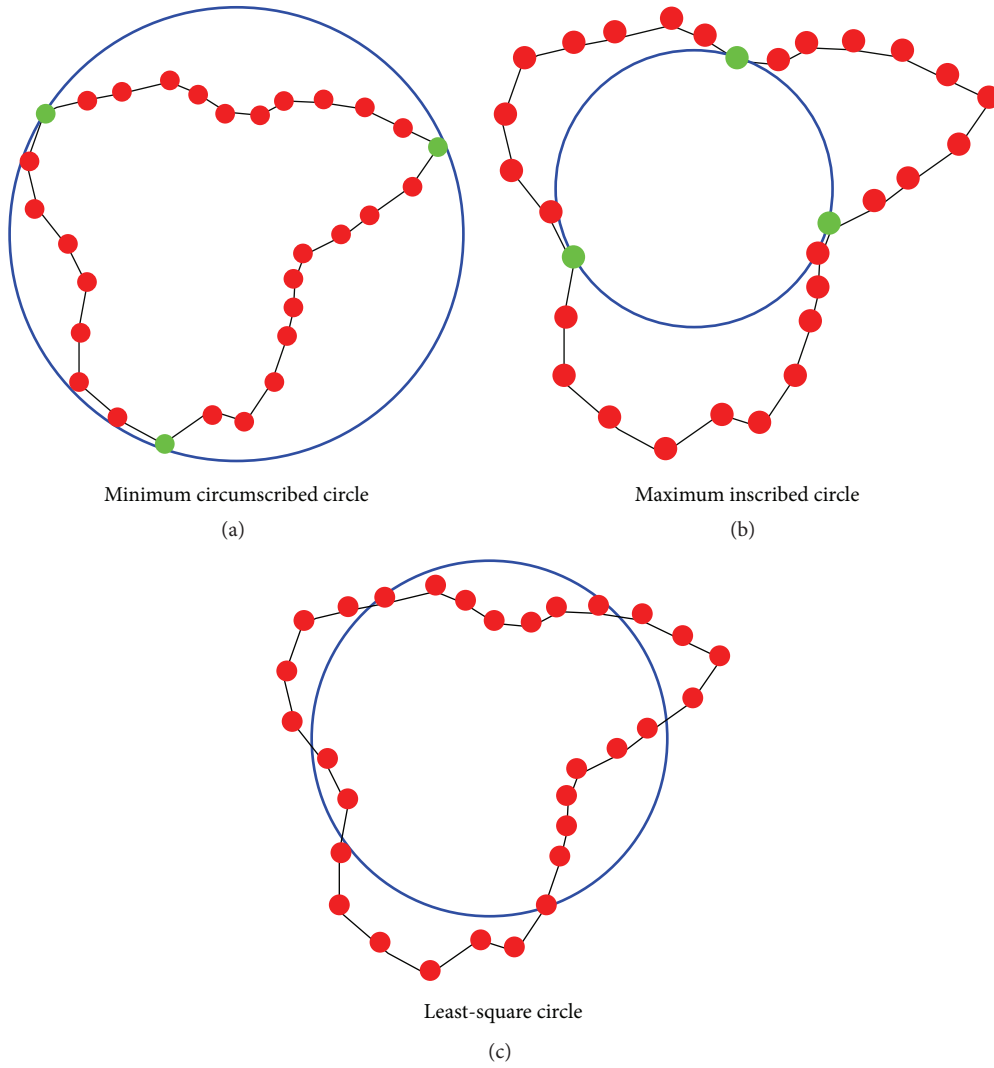 Minimum circumscribed circle
(a)
Maximum inscribed circle
(b)
Least-square circle
(c)